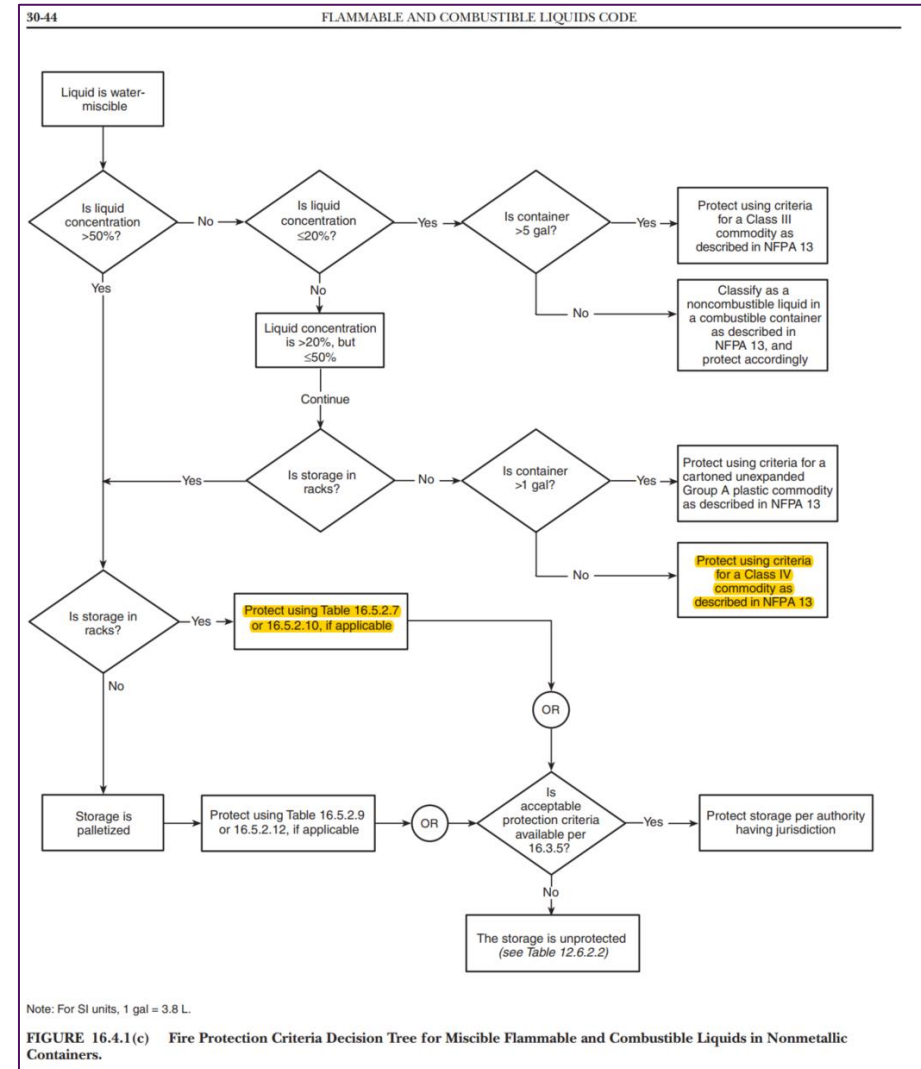 30-44
FLAMMABLE AND COMBUSTIBLE LIQUIDS CODE
Liquid is water-
miscible
Is liquid
concentration
>50%?
No
Is liquid
concentration
≤20%?
Yes
Is container
>5 gal?
Yes
Protect using criteria
for a Class III
commodity as
described in NFPA 13
No
Classify as a
noncombustible liquid in
a combustible container
as described in
NFPA 13, and
protect accordingly
Yes
No
Liquid concentration
is >20%, but
≤50%
Continue
Is storage in
racks?
Yes
No
Is container
>1 gal?
Yes
Protect using criteria for a
cartoned unexpanded
Group A plastic commodity
as described in NFPA 13
No
Protect using criteria
for a Class IV
commodity as
described in NFPA 13
Is storage in
racks?
Yes
Protect using Table 16.5.2.7
or 16.5.2.10, if applicable
No
OR
Storage is
palletized
Protect using Table 16.5.2.9
or 16.5.2.12, if applicable
OR
Is
acceptable
protection criteria
available per
16.3.5?
Yes
Protect storage per authority
having jurisdiction
No
The storage is unprotected
(see Table 12.6.2.2)
Note: For SI units, 1 gal = 3.8 L.
FIGURE 16.4.1(c) Fire Protection Criteria Decision Tree for Miscible Flammable and Combustible Liquids in Nonmetallic
Containers.